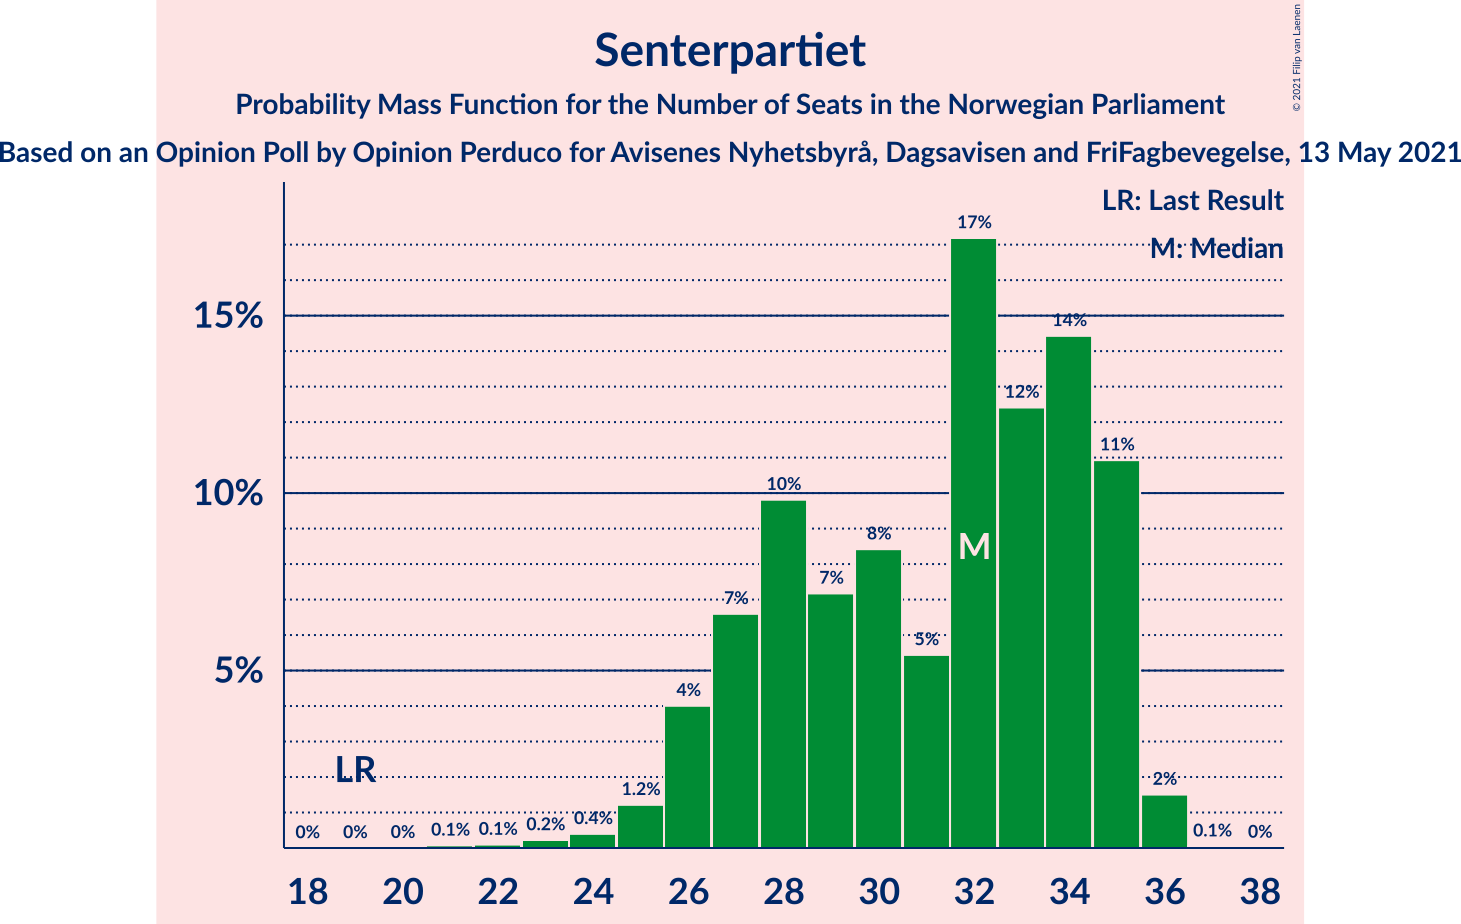 Senterpartiet
Probability Mass Function for the Number of Seats in the Norwegian Parliament
Based on an Opinion Poll by Opinion Perduco for Avisenes Nyhetsbyrå, Dagsavisen and FriFagbevegelse, 13 May 2021
© 2021 Filip van Laenen
LR: Last Result
M: Median
17%
15%
14%
12%
11%
10%
10%
8%
M
7%
7%
5%
5%
4%
LR
1.2%
2%
0%
0%
0%
0.1%
0.1%
0.2%
0.4%
0.1%
0%
18 20 22 24 26 28 30 32 34 36 38